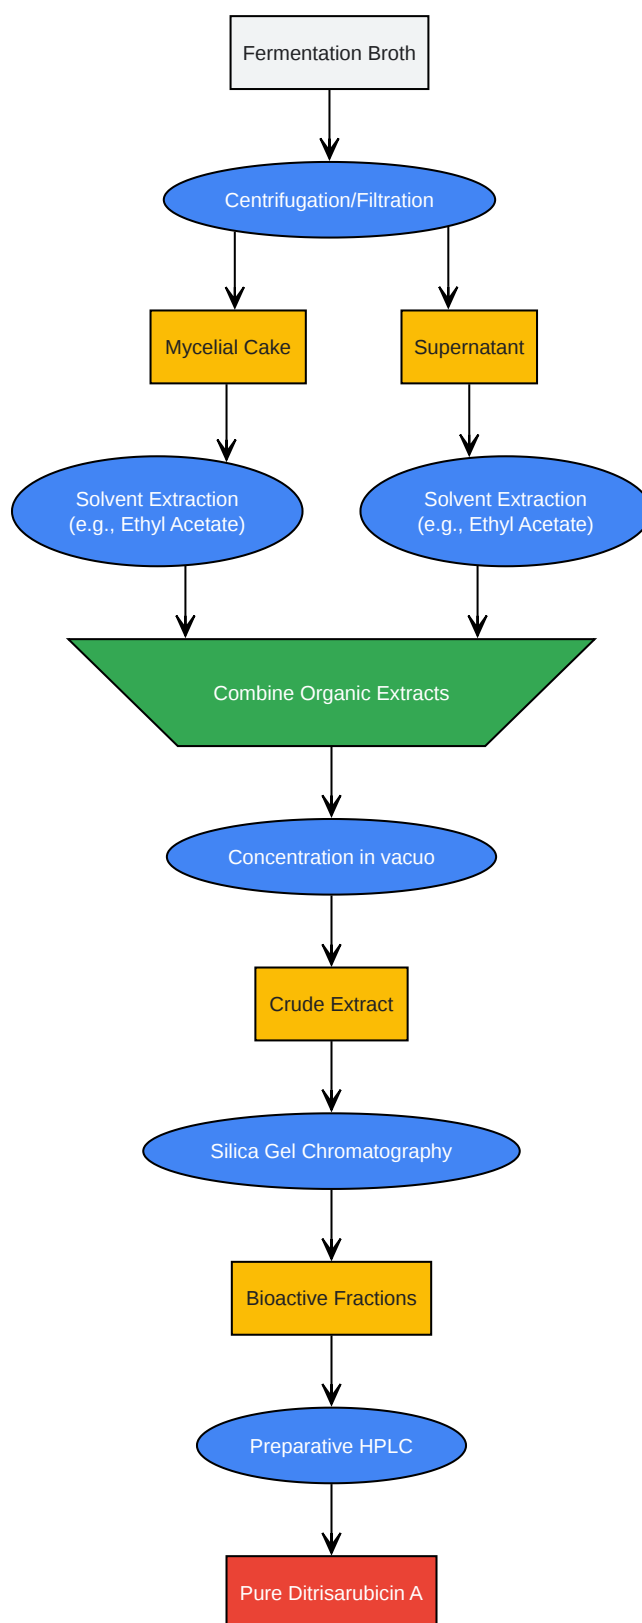 Fermentation Broth
Centrifugation/Filtration
Mycelial Cake
Supernatant
Solvent Extraction
(e.g., Ethyl Acetate)
Solvent Extraction
(e.g., Ethyl Acetate)
Combine Organic Extracts
Concentration in vacuo
Crude Extract
Silica Gel Chromatography
Bioactive Fractions
Preparative HPLC
Pure Ditrisarubicin A